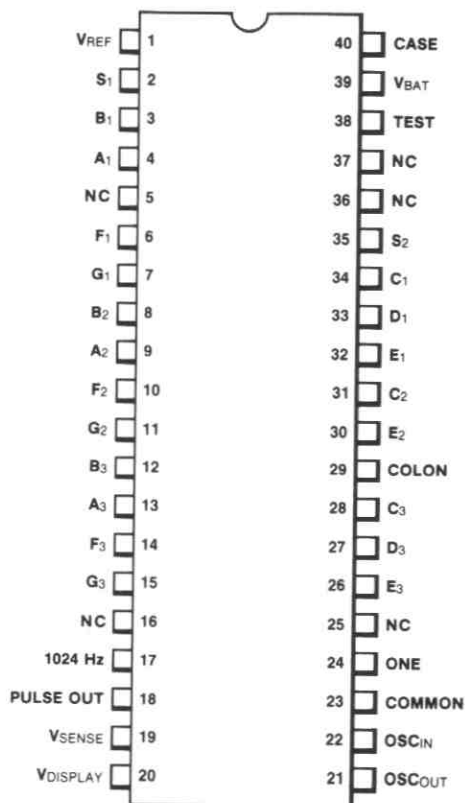 VREF 1 40 CASE
S1 2 39 VBAT
B1 3 38 TEST
A1 4 37 NC
NC 5 36 NC
F1 6 35 S2
G1 7 34 C1
B2 8 33 D1
A2 9 32 E1
F2 10 31 C2
G2 11 30 E2
B3 12 29 COLON
A3 13 28 C3
F3 14 27 D3
G3 15 26 E3
NC 16 25 NC
1024 Hz 17 24 ONE
PULSE OUT 18 23 COMMON
VSENSE 19 22 OSCIN
VDISPLAY 20 21 OSCOUT